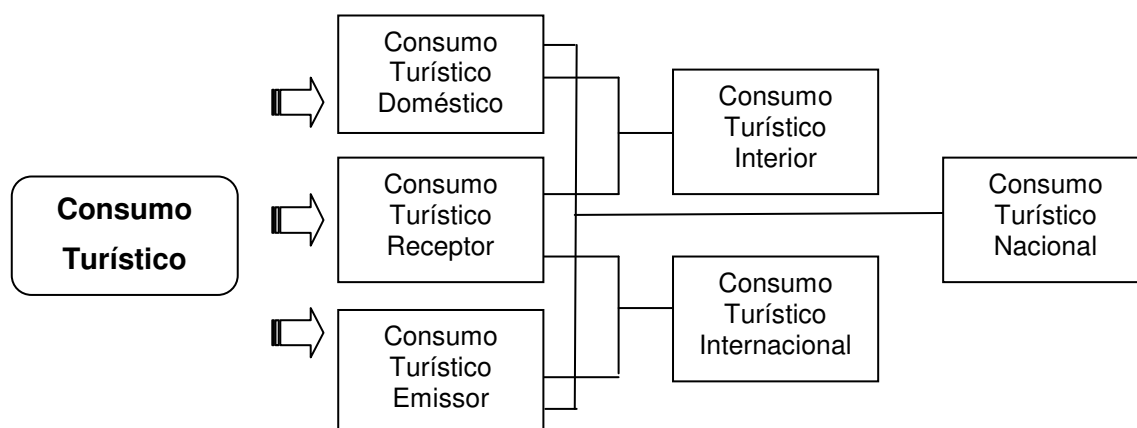 Consumo
Turístico
Consumo
Turístico
Doméstico
Consumo
Turístico
Receptor
Consumo
Turístico
Emissor
Consumo
Turístico
Interior
Consumo
Turístico
Internacional
Consumo
Turístico
Nacional